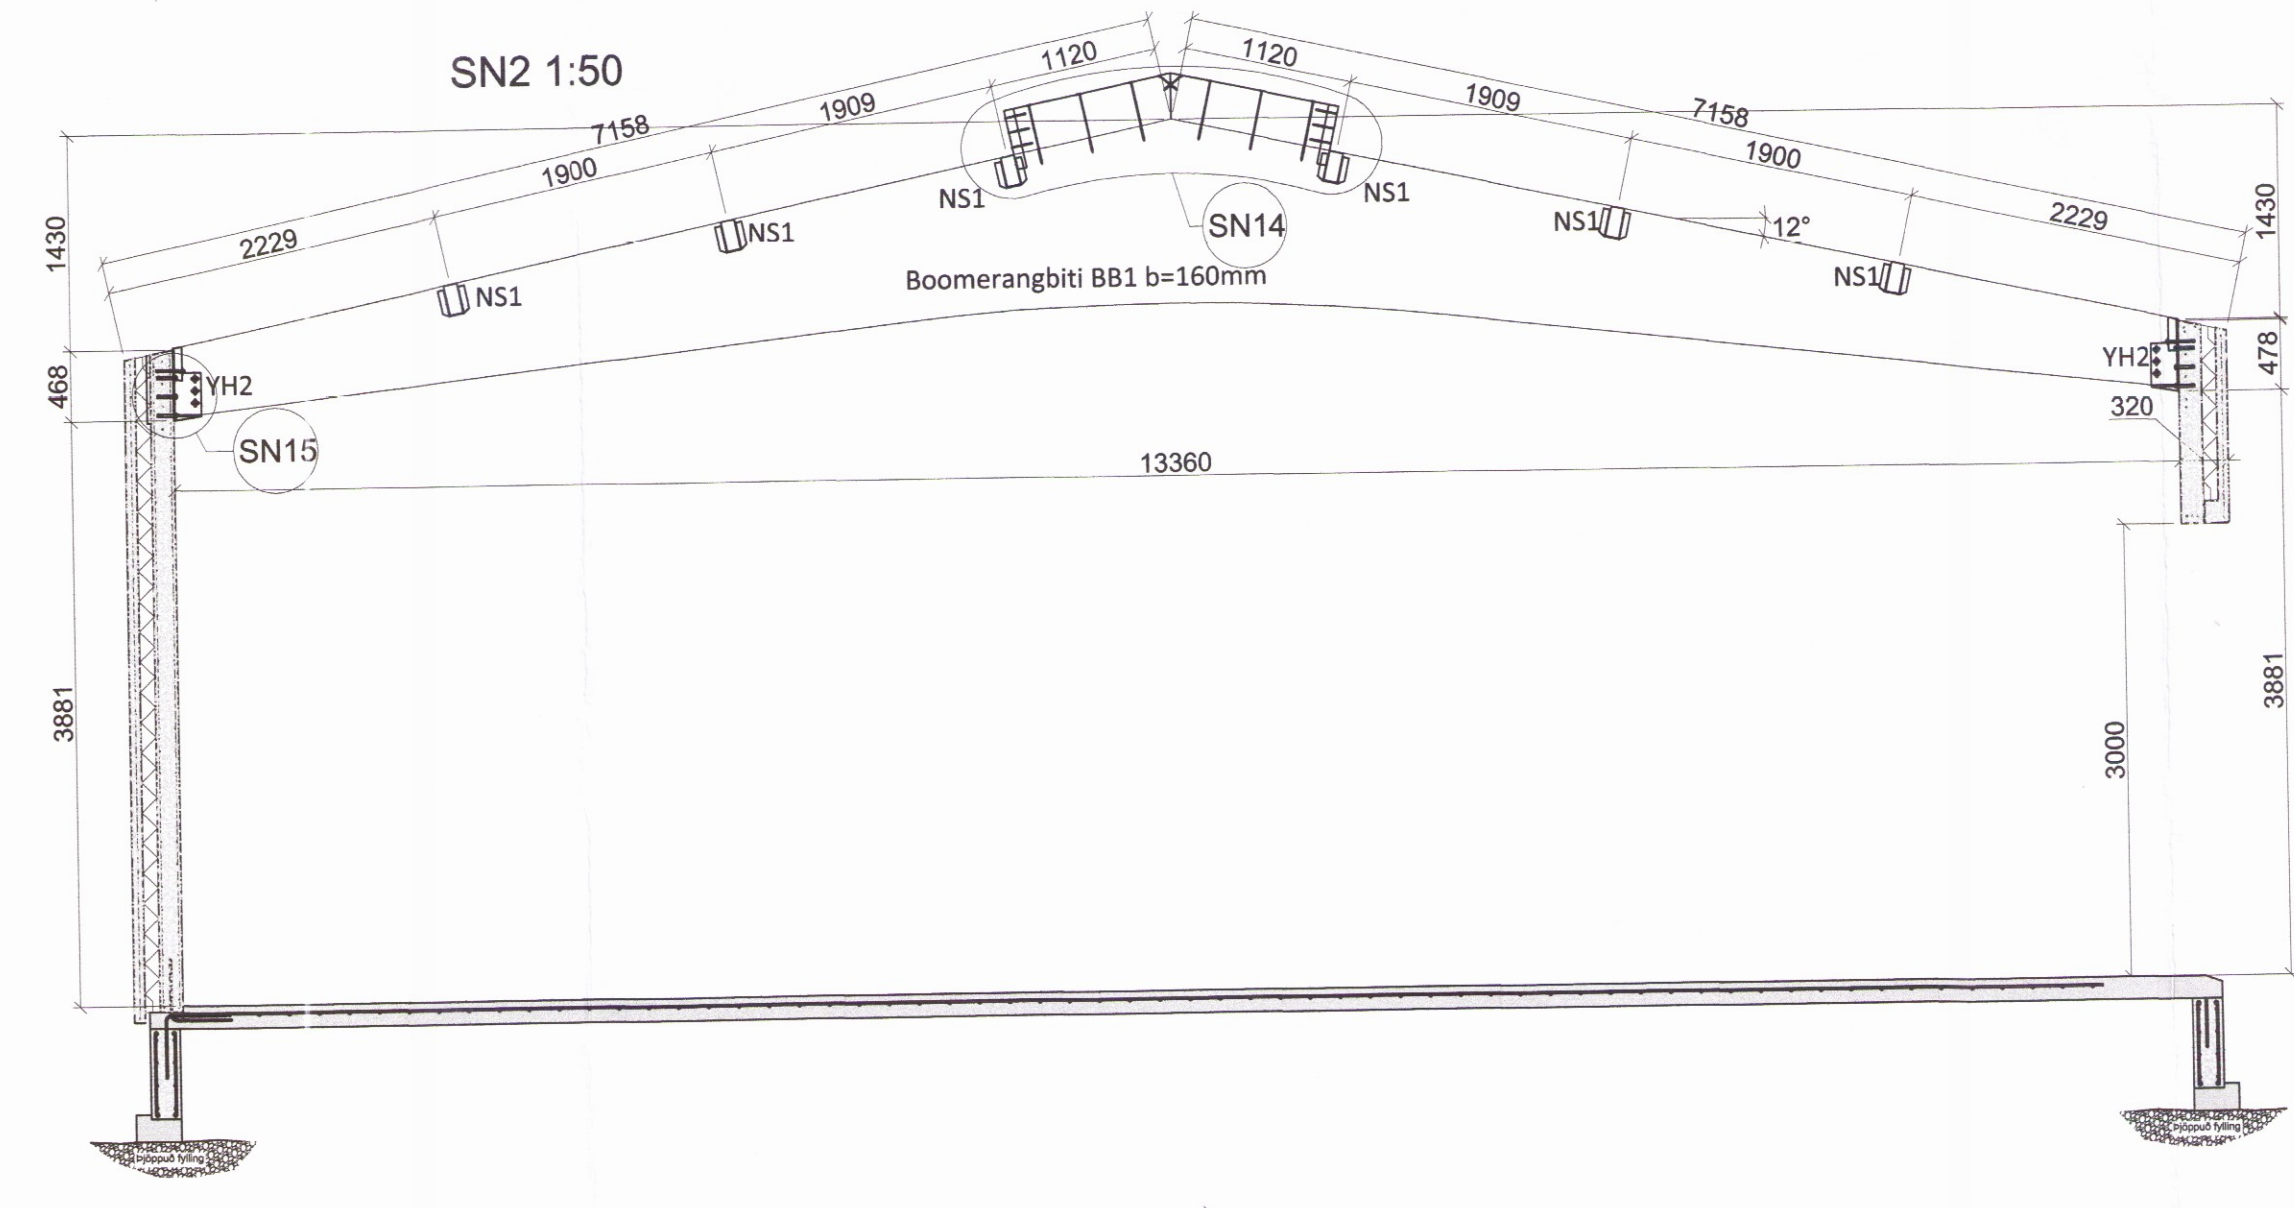 SN2 1:50
1120
1120
1909
1909
7158
7158
1900
1900
2229
2229
NS1
NS1
NS1
NS1
NS1
NS1
SN14
12°
1430
1430
Boomerangbiti BB1 b=160mm
468
478
YH2
YH2
SN15
320
13360
3881
3881
3000
Þjöppuð fylling
Þjöppuð fylling